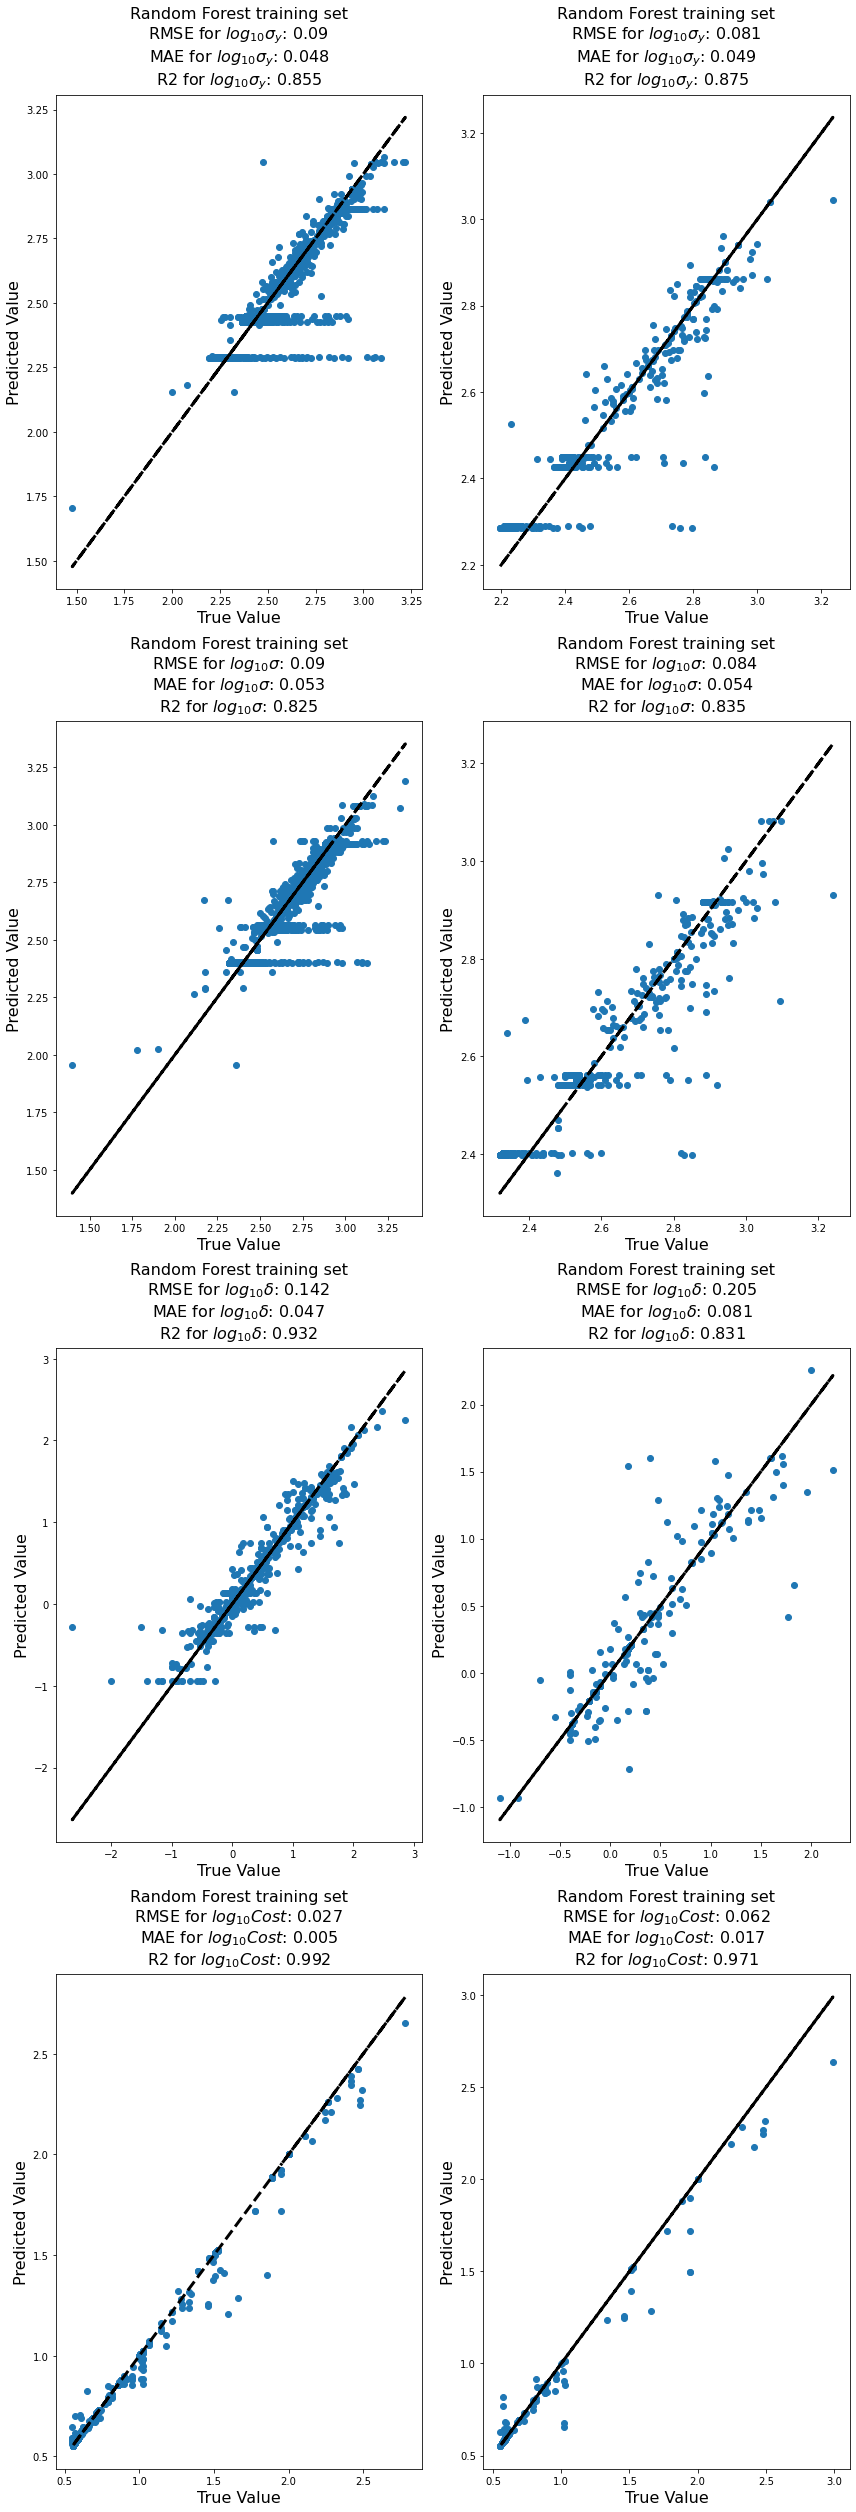 Random Forest training set
RMSE for log₁₀σy: 0.09
MAE for log₁₀σy: 0.048
R2 for log₁₀σy: 0.855
3.25
3.00
2.75
2.50
2.25
2.00
1.75
1.50
Predicted Value
1.50 1.75 2.00 2.25 2.50 2.75 3.00 3.25
True Value
Random Forest training set
RMSE for log₁₀σy: 0.081
MAE for log₁₀σy: 0.049
R2 for log₁₀σy: 0.875
3.2
3.0
2.8
2.6
2.4
2.2
Predicted Value
2.2 2.4 2.6 2.8 3.0 3.2
True Value
Random Forest training set
RMSE for log₁₀σ: 0.09
MAE for log₁₀σ: 0.053
R2 for log₁₀σ: 0.825
3.25
3.00
2.75
2.50
2.25
2.00
1.75
1.50
Predicted Value
1.50 1.75 2.00 2.25 2.50 2.75 3.00 3.25
True Value
Random Forest training set
RMSE for log₁₀σ: 0.084
MAE for log₁₀σ: 0.054
R2 for log₁₀σ: 0.835
3.2
3.0
2.8
2.6
2.4
Predicted Value
2.4 2.6 2.8 3.0 3.2
True Value
Random Forest training set
RMSE for log₁₀δ: 0.142
MAE for log₁₀δ: 0.047
R2 for log₁₀δ: 0.932
3
2
1
0
−1
−2
Predicted Value
−2 −1 0 1 2 3
True Value
Random Forest training set
RMSE for log₁₀δ: 0.205
MAE for log₁₀δ: 0.081
R2 for log₁₀δ: 0.831
2.0
1.5
1.0
0.5
0.0
−0.5
−1.0
Predicted Value
−1.0 −0.5 0.0 0.5 1.0 1.5 2.0
True Value
Random Forest training set
RMSE for log₁₀Cost: 0.027
MAE for log₁₀Cost: 0.005
R2 for log₁₀Cost: 0.992
2.5
2.0
1.5
1.0
0.5
Predicted Value
0.5 1.0 1.5 2.0 2.5
True Value
Random Forest training set
RMSE for log₁₀Cost: 0.062
MAE for log₁₀Cost: 0.017
R2 for log₁₀Cost: 0.971
3.0
2.5
2.0
1.5
1.0
0.5
Predicted Value
0.5 1.0 1.5 2.0 2.5 3.0
True Value